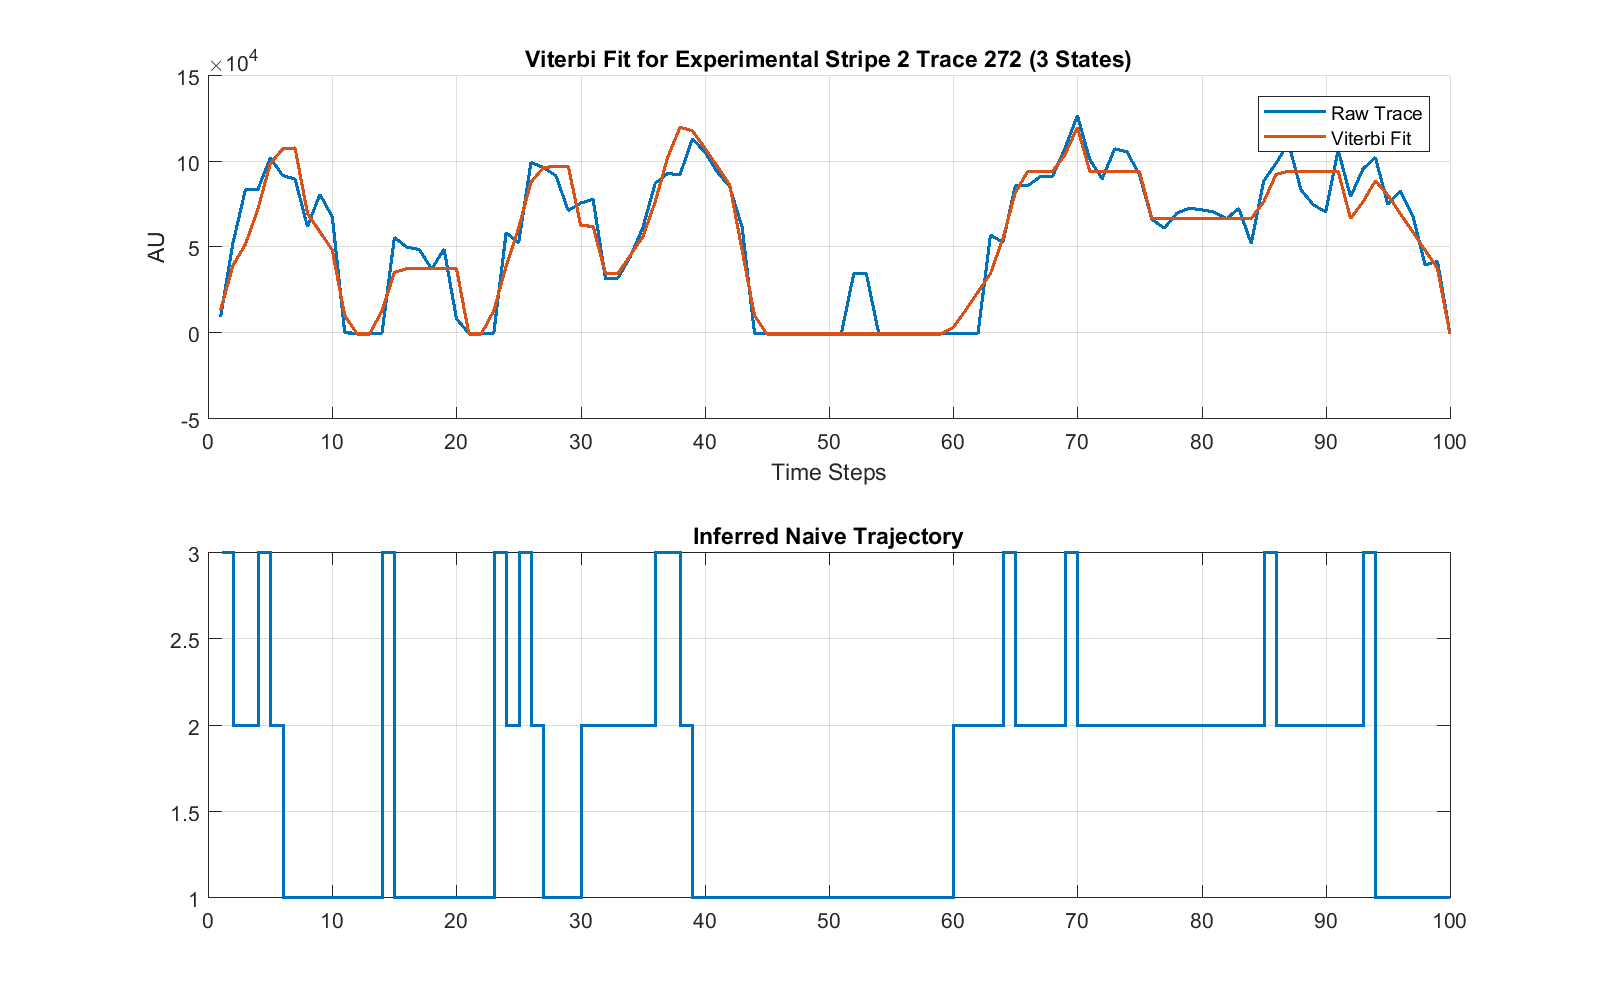 Viterbi Fit for Experimental Stripe 2 Trace 272 (3 States)
×10^4
15
10
5
0
-5
AU
Raw Trace
Viterbi Fit
0 10 20 30 40 50 60 70 80 90 100
Time Steps
Inferred Naive Trajectory
3
2.5
2
1.5
1
0 10 20 30 40 50 60 70 80 90 100